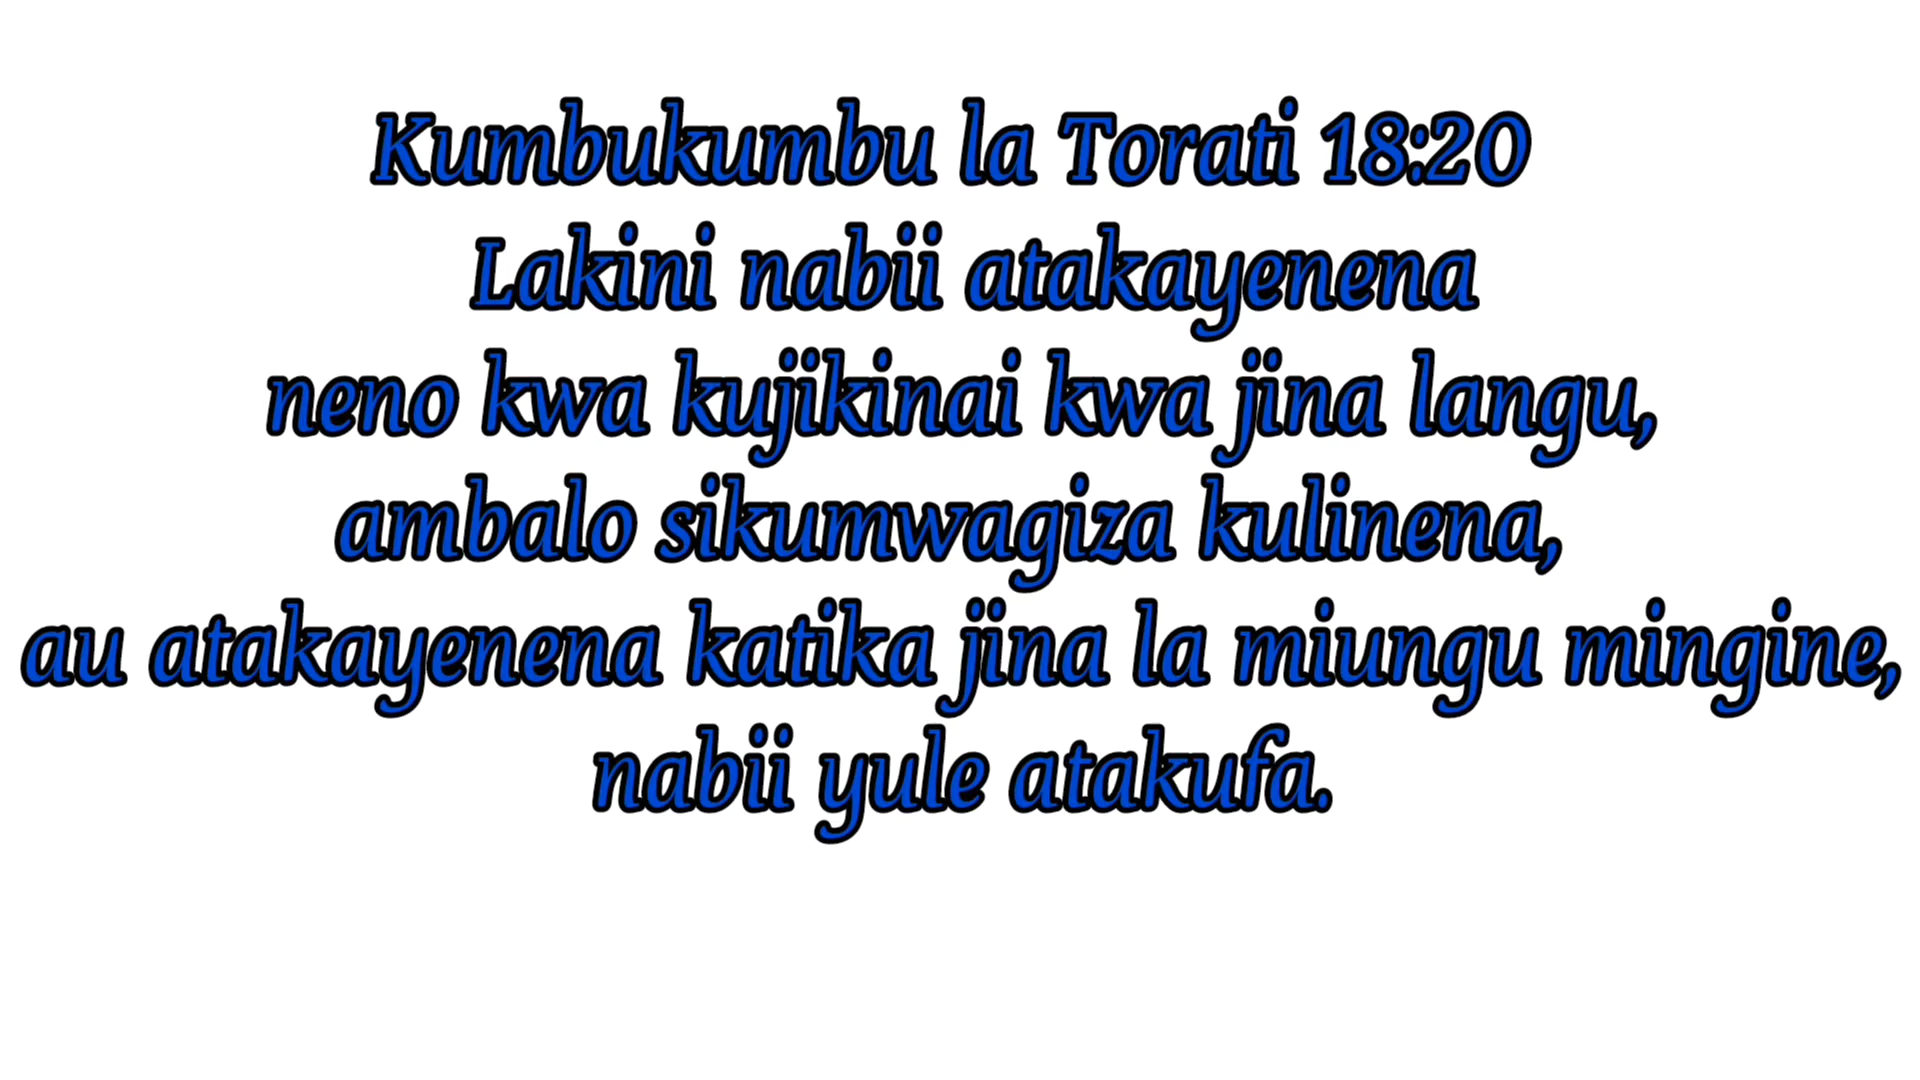 Kumbukumbu la Torati 18:20
Lakini nabii atakayenena
neno kwa kujikinai kwa jina langu,
ambalo sikumwagiza kulinena,
au atakayenena katika jina la miungu mingine,
nabii yule atakufa.